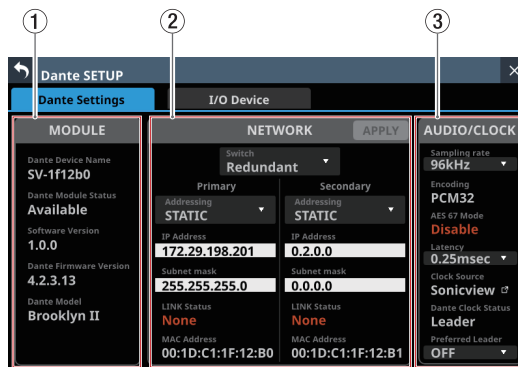 ① ② ③
Dante SETUP ×
Dante Settings I/O Device
MODULE
Dante Device Name
SV-1f12b0
Dante Module Status
Available
Software Version
1.0.0
Dante Firmware Version
4.2.3.13
Dante Model
Brooklyn II
NETWORK APPLY
Switch
Redundant
Primary Secondary
Addressing Addressing
STATIC STATIC
IP Address IP Address
172.29.198.201 0.2.0.0
Subnet mask Subnet mask
255.255.255.0 0.0.0.0
LINK Status LINK Status
None None
MAC Address MAC Address
00:1D:C1:1F:12:B0 00:1D:C1:1F:12:B1
AUDIO/CLOCK
Sampling rate
96kHz
Encoding
PCM32
AES 67 Mode
Disable
Latency
0.25msec
Clock Source
Sonicview
Dante Clock Status
Leader
Preferred Leader
OFF